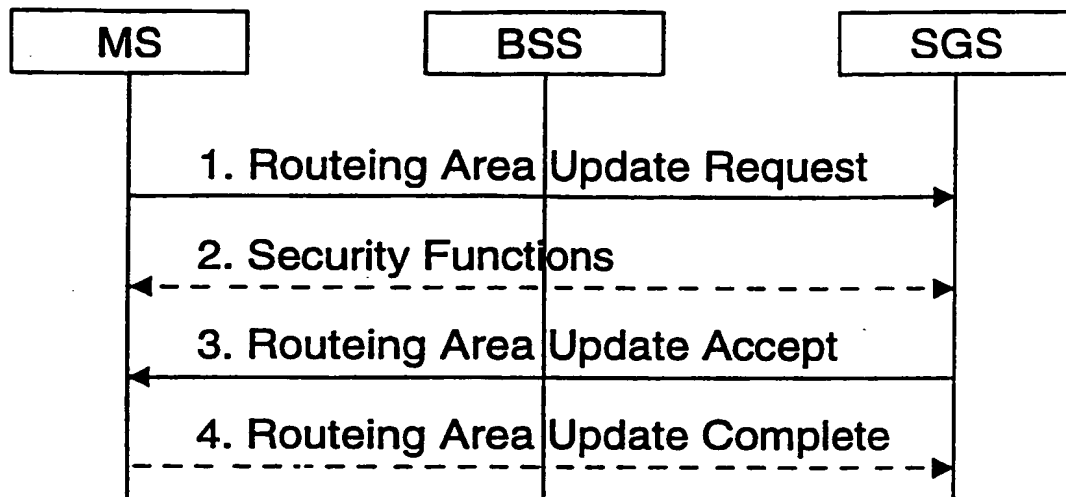 MS
BSS
SGS
1. Routeing Area Update Request
2. Security Functions
3. Routeing Area Update Accept
4. Routeing Area Update Complete